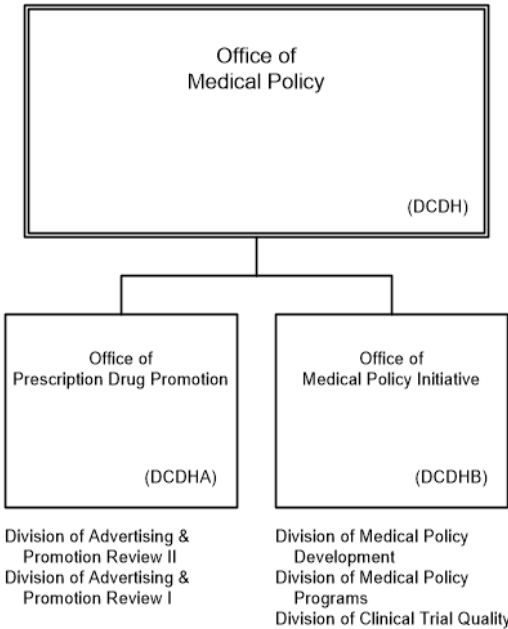 Office of
Medical Policy
(DCDH)
Office of
Prescription Drug Promotion
(DCDHA)
Office of
Medical Policy Initiative
(DCDHB)
Division of Advertising &
Promotion Review II
Division of Advertising &
Promotion Review I
Division of Medical Policy
Development
Division of Medical Policy
Programs
Division of Clinical Trial Quality